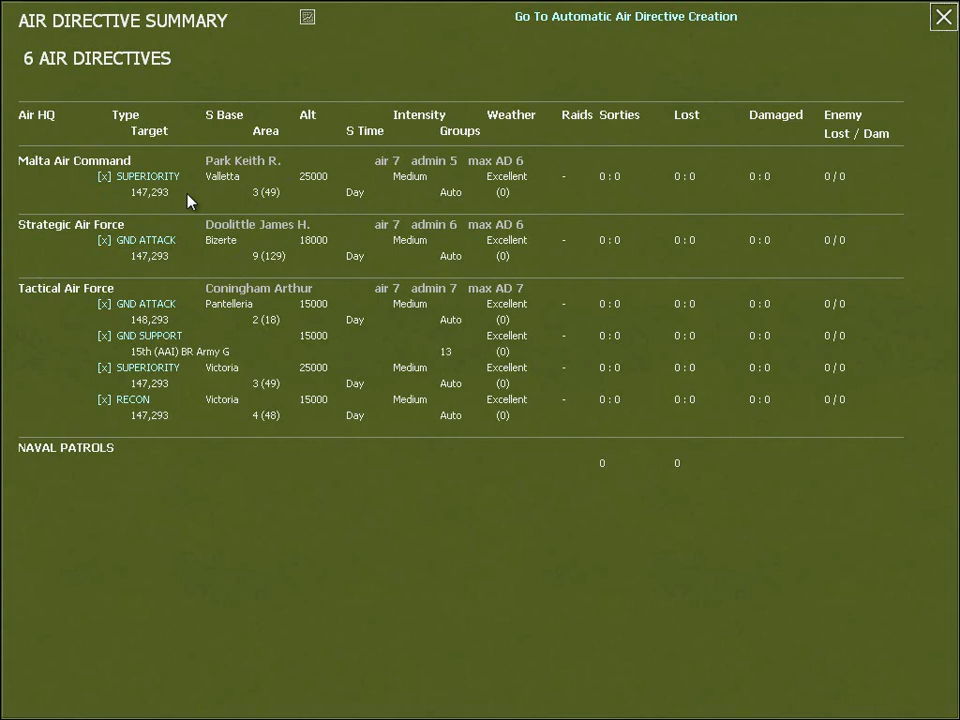 AIR DIRECTIVE SUMMARY Go To Automatic Air Directive Creation
6 AIR DIRECTIVES
Air HQ Type S Base Alt Intensity Weather Raids Sorties Lost Damaged Enemy
Target Area S Time Groups Lost / Dam
Malta Air Command Park Keith R. air 7 admin 5 max AD 6
[x] SUPERIORITY Valletta 25000 Medium Excellent - 0 : 0 0 : 0 0 : 0 0 / 0
147,293 3 (49) Day Auto (0)
Strategic Air Force Doolittle James H. air 7 admin 6 max AD 6
[x] GND ATTACK Bizerte 18000 Medium Excellent - 0 : 0 0 : 0 0 : 0 0 / 0
147,293 9 (129) Day Auto (0)
Tactical Air Force Coningham Arthur air 7 admin 7 max AD 7
[x] GND ATTACK Pantelleria 15000 Medium Excellent - 0 : 0 0 : 0 0 : 0 0 / 0
148,293 2 (18) Day Auto (0)
[x] GND SUPPORT 15000 Excellent - 0 : 0 0 : 0 0 : 0 0 / 0
15th (AAI) BR Army G 13 (0)
[x] SUPERIORITY Victoria 25000 Medium Excellent - 0 : 0 0 : 0 0 : 0 0 / 0
147,293 3 (49) Day Auto (0)
[x] RECON Victoria 15000 Medium Excellent - 0 : 0 0 : 0 0 : 0 0 / 0
147,293 4 (48) Day Auto (0)
NAVAL PATROLS
0 0